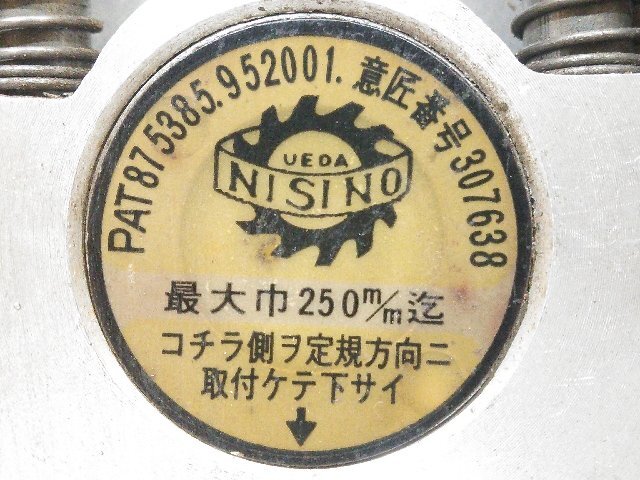 PAT875385.952001.意匠番号307638
UEDA
NISINO
最大巾250m/m迄
コチラ側ヲ定規方向ニ
取付ケテ下サイ